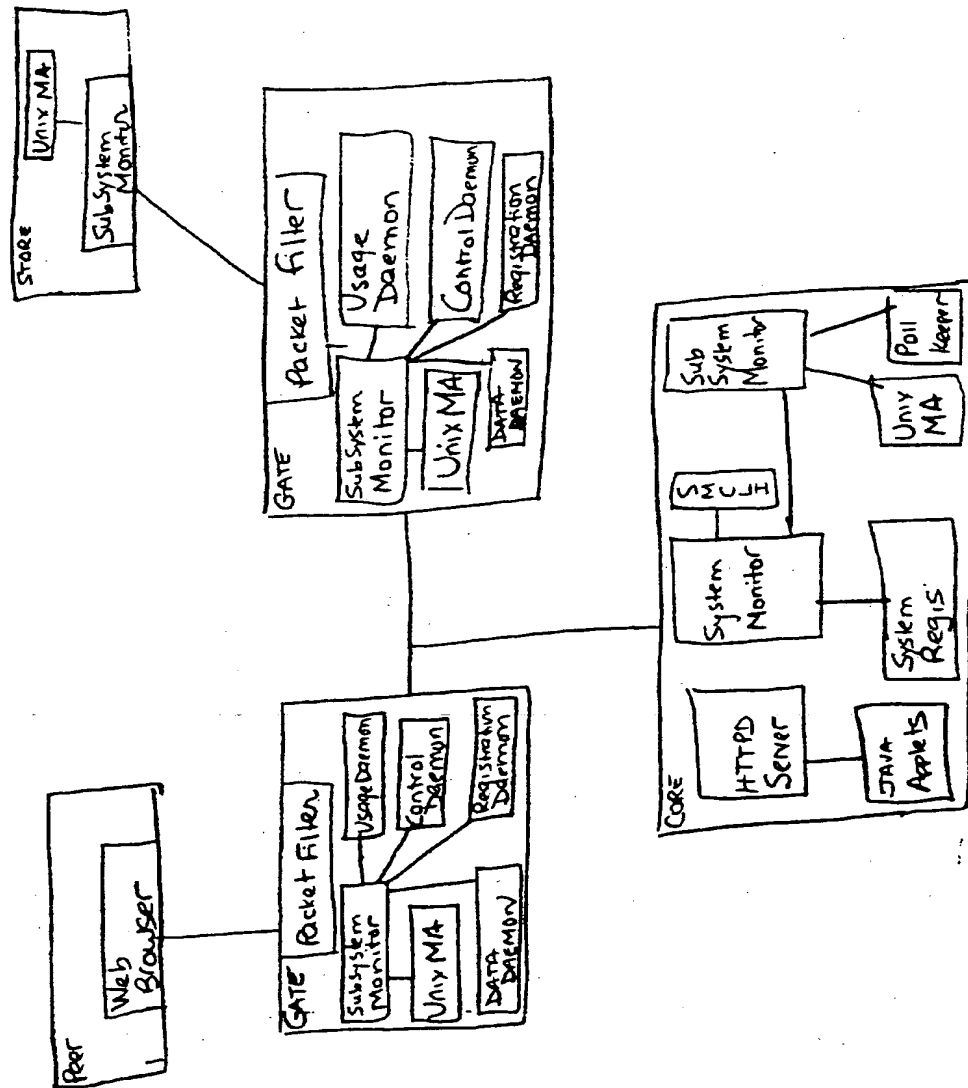 Peer
Web
Browser
STORE
Unix MA
SubSystem
Monitor
GATE
Packet Filter
SubSystem
Monitor
Usage Daemon
Control
Daemon
Registration
Daemon
Unix MA
DATA
DAEMON
GATE
Packet Filter
SubSystem
Monitor
Usage
Daemon
Control Daemon
Registration
Daemon
Unix MA
DATA
DAEMON
CORE
HTTPD
Server
JAVA
Applets
System
Monitor
S
M
C
L
I
System
Regis.
Sub
System
Monitor
Unix
MA
Poll
Keeper